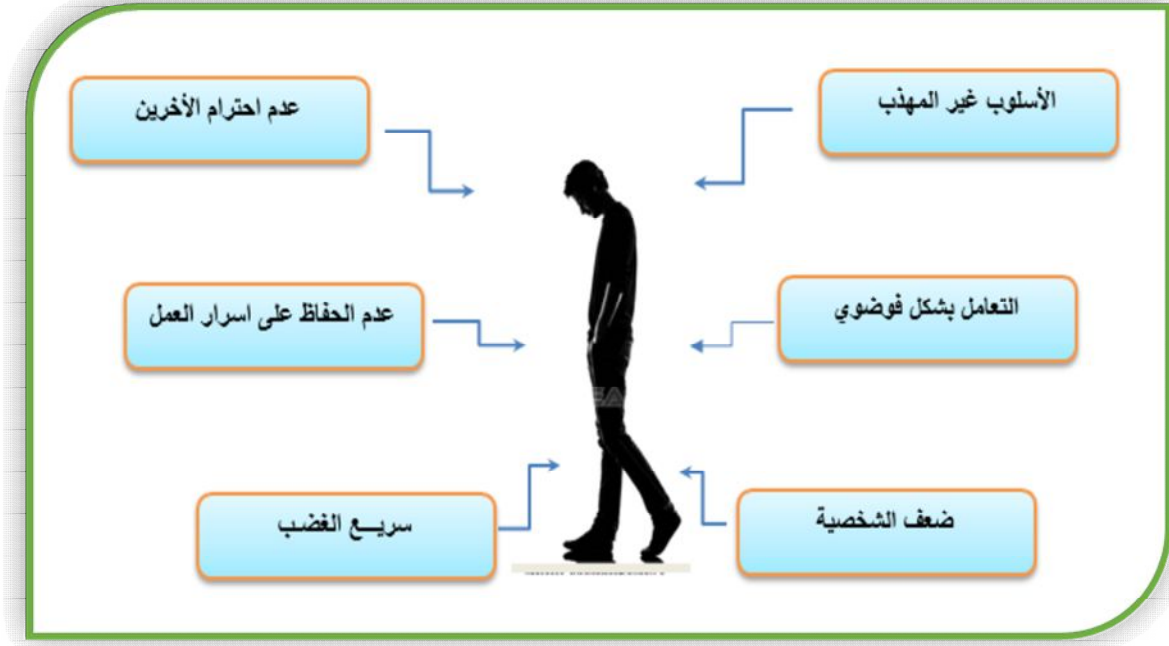 الأسلوب غير المهذب
عدم احترام الأخرين
التعامل بشكل فوضوي
عدم الحفاظ على اسرار العمل
ضعف الشخصية
سريـــع الغضب